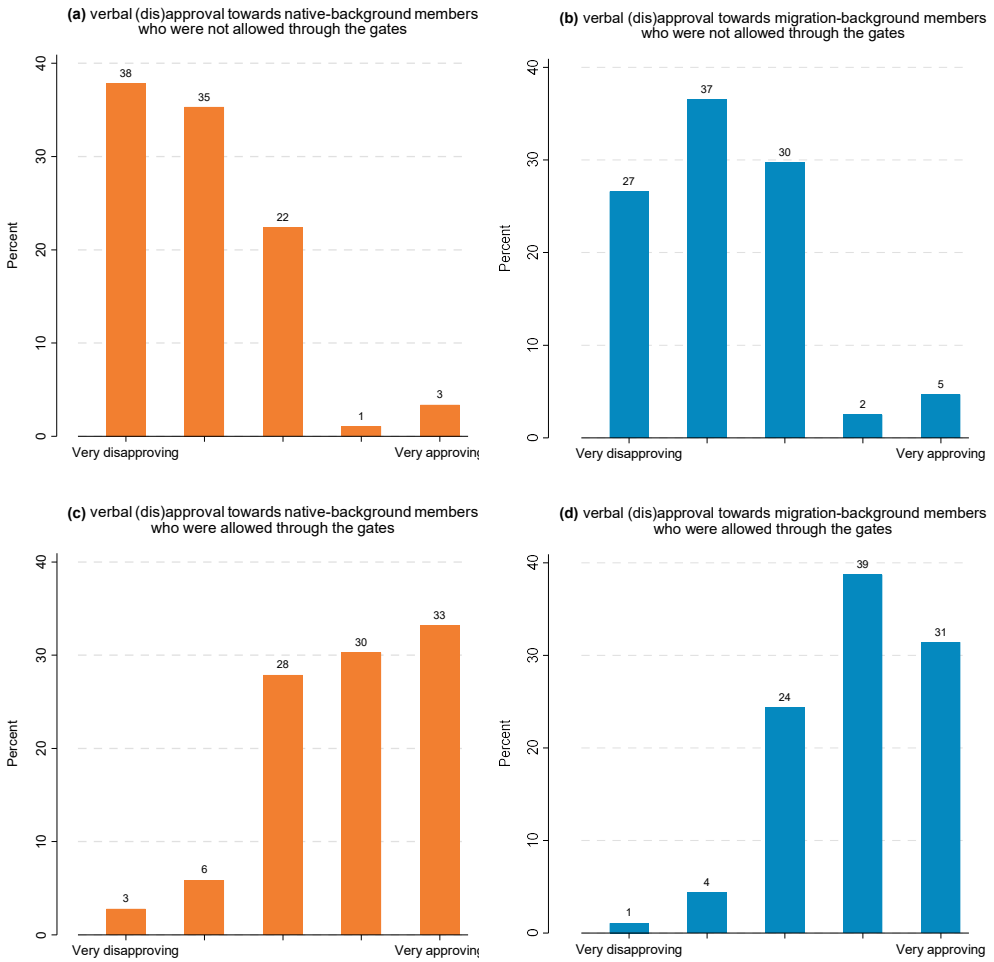 (a) verbal (dis)approval towards native-background members
who were not allowed through the gates
40
30
20
10
0
Percent
38
35
22
1
3
Very disapproving
Very approving
(b) verbal (dis)approval towards migration-background members
who were not allowed through the gates
40
30
20
10
0
Percent
27
37
30
2
5
Very disapproving
Very approving
(c) verbal (dis)approval towards native-background members
who were allowed through the gates
40
30
20
10
0
Percent
3
6
28
30
33
Very disapproving
Very approving
(d) verbal (dis)approval towards migration-background members
who were allowed through the gates
40
30
20
10
0
Percent
1
4
24
39
31
Very disapproving
Very approving